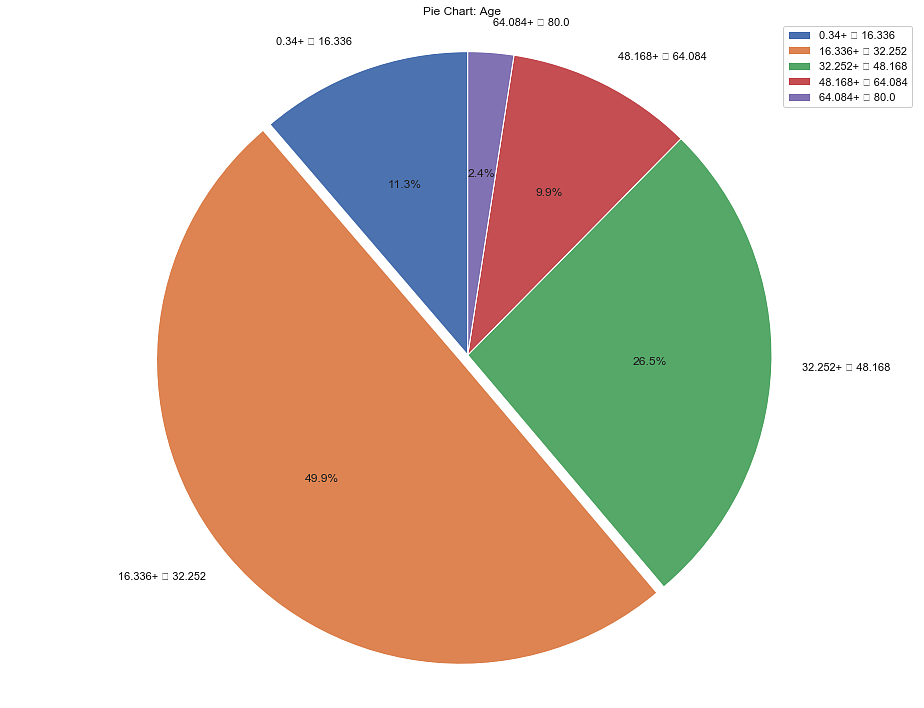 Pie Chart: Age
64.084+ □ 80.0
0.34+ □ 16.336
48.168+ □ 64.084
0.34+ □ 16.336
16.336+ □ 32.252
32.252+ □ 48.168
48.168+ □ 64.084
64.084+ □ 80.0
11.3%
2.4%
9.9%
26.5%
32.252+ □ 48.168
49.9%
16.336+ □ 32.252